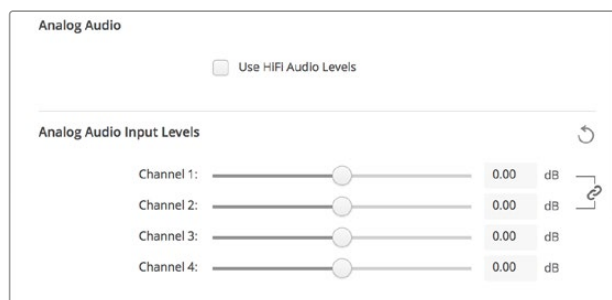 Analog Audio
Use HiFi Audio Levels
Analog Audio Input Levels
Channel 1: 0.00 dB
Channel 2: 0.00 dB
Channel 3: 0.00 dB
Channel 4: 0.00 dB